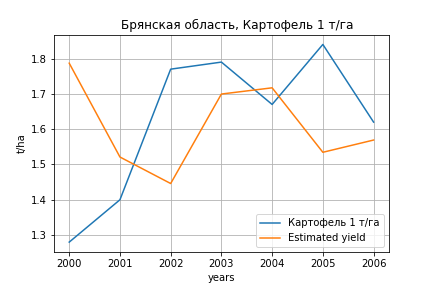 Брянская область, Картофель 1 т/га
t/ha
1.8
1.7
1.6
1.5
1.4
1.3
2000 2001 2002 2003 2004 2005 2006
years
Картофель 1 т/га
Estimated yield